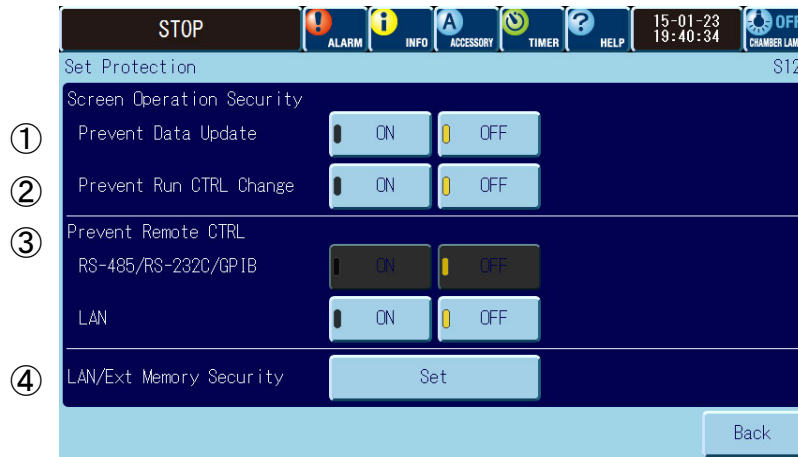 STOP
ALARM
INFO
A
ACCESSORY
TIMER
HELP
15-01-23
19:40:34
OFF
CHAMBER LAM
Set Protection
S12
Screen Operation Security
① Prevent Data Update ON OFF
② Prevent Run CTRL Change ON OFF
③ Prevent Remote CTRL
RS-485/RS-232C/GPIB ON OFF
LAN ON OFF
④ LAN/Ext Memory Security Set
Back